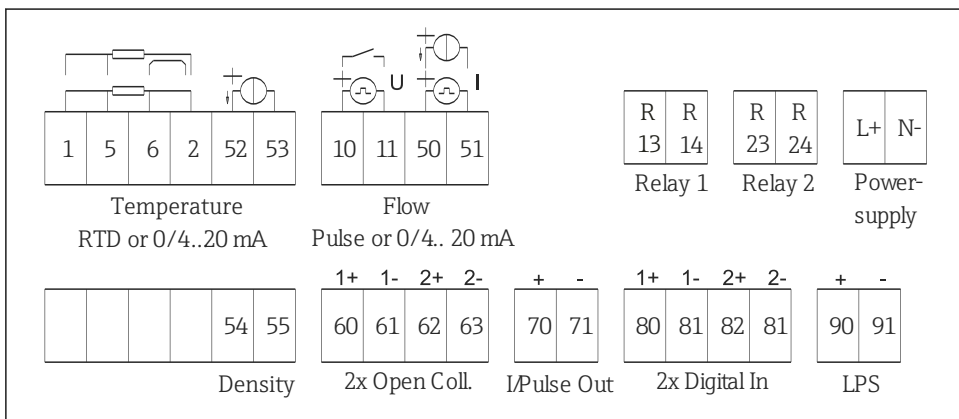 U I
1 5 6 2 52 53 10 11 50 51 R 13 R 14 R 23 R 24 L+ N-
Temperature
RTD or 0/4..20 mA
Flow
Pulse or 0/4.. 20 mA
Relay 1
Relay 2
Power-
supply
1+ 1- 2+ 2- + - 1+ 1- 2+ 2- + -
54 55 60 61 62 63 70 71 80 81 82 81 90 91
Density 2x Open Coll. I/Pulse Out 2x Digital In LPS